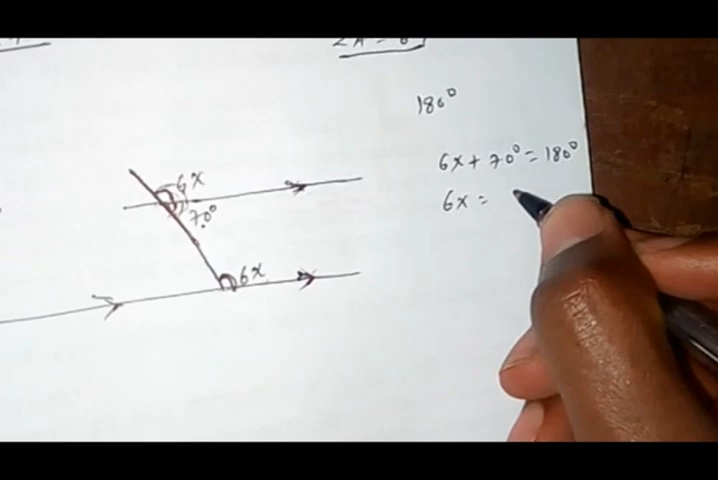 180°
6x + 70° = 180°
6x =
6x
70°
6x